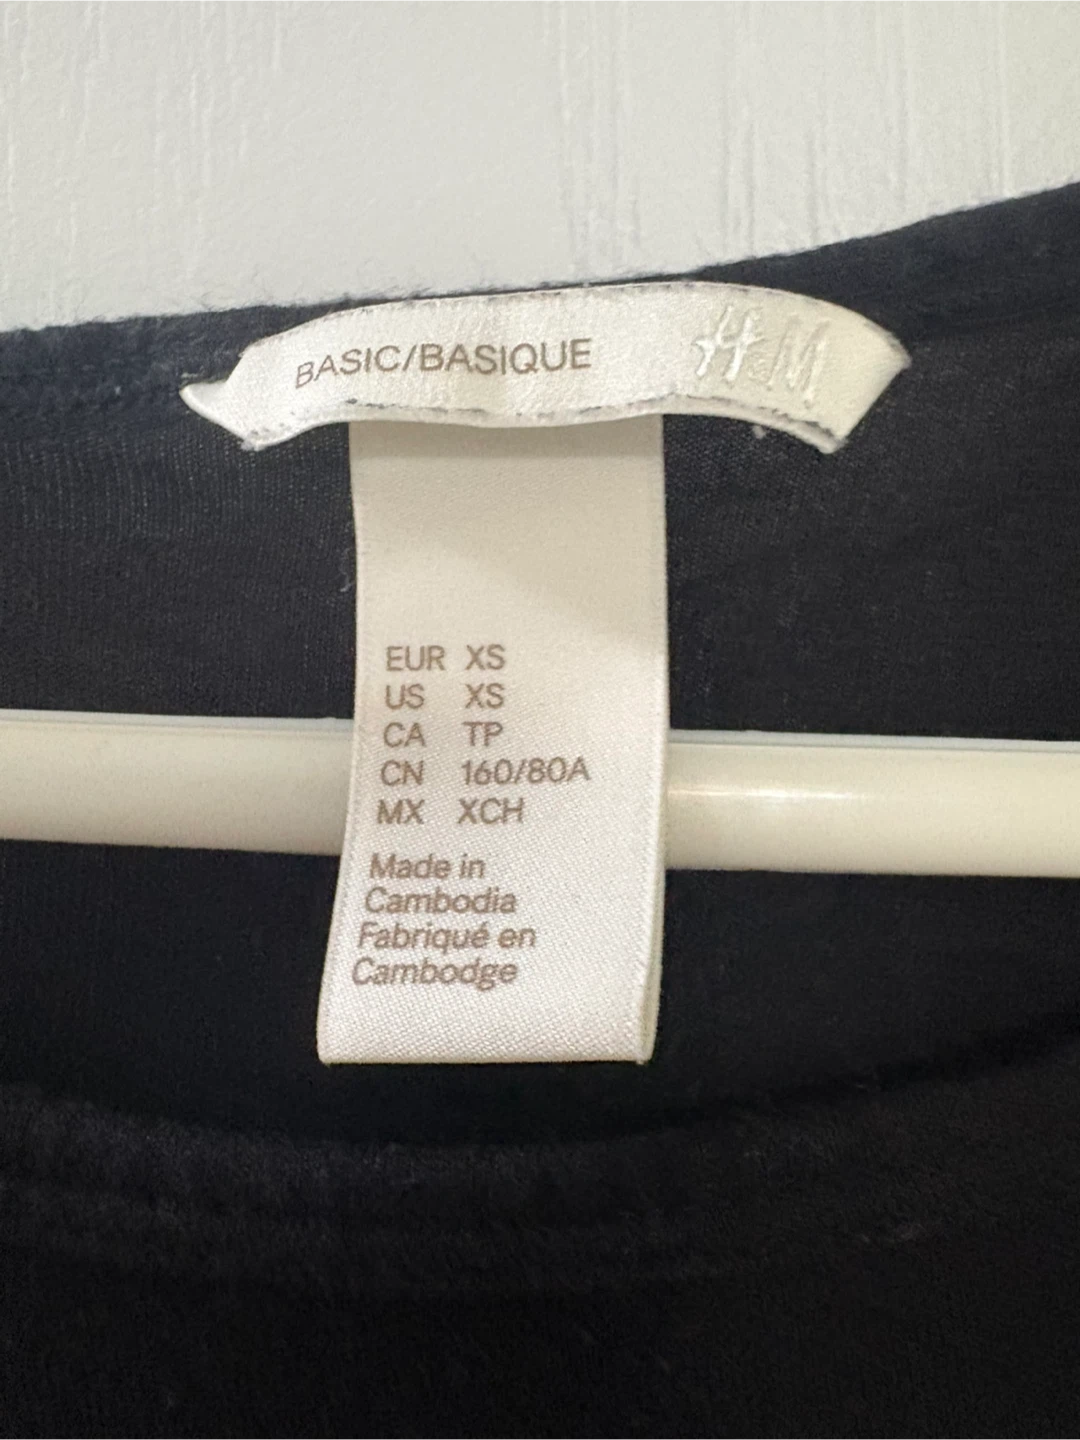 BASIC/BASIQUE H&M
EUR XS
US XS
CA TP
CN 160/80A
MX XCH
Made in
Cambodia
Fabriqué en
Cambodge